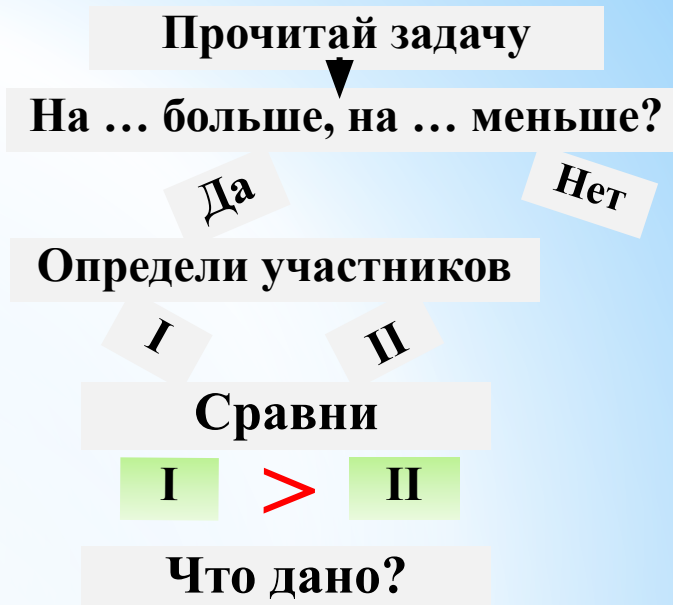 Прочитай задачу
На … больше, на … меньше?
Да
Нет
Определи участников
I
II
Сравни
I > II
Что дано?